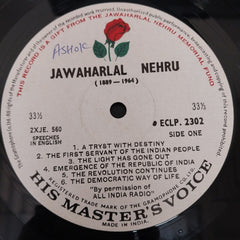 THIS RECORD IS A GIFT FROM THE JAWAHARLAL NEHRU MEMORIAL FUND
Ashok
JAWAHARLAL NEHRU
(1889–1964)
33⅓
33⅓
2XJE. 560
# ECLP. 2302
SPEECHES
IN ENGLISH
SIDE ONE
1. A TRYST WITH DESTINY
2. THE FIRST SERVANT OF THE INDIAN PEOPLE
3. THE LIGHT HAS GONE OUT
4. EMERGENCE OF THE REPUBLIC OF INDIA
5. THE REVOLUTION CONTINUES
6. THE DEMOCRATIC WAY OF LIFE
"By permission of
ALL INDIA RADIO"
HIS MASTER'S VOICE
REGISTERED TRADE MARK OF THE GRAMOPHONE CO. LTD.
MADE IN INDIA.